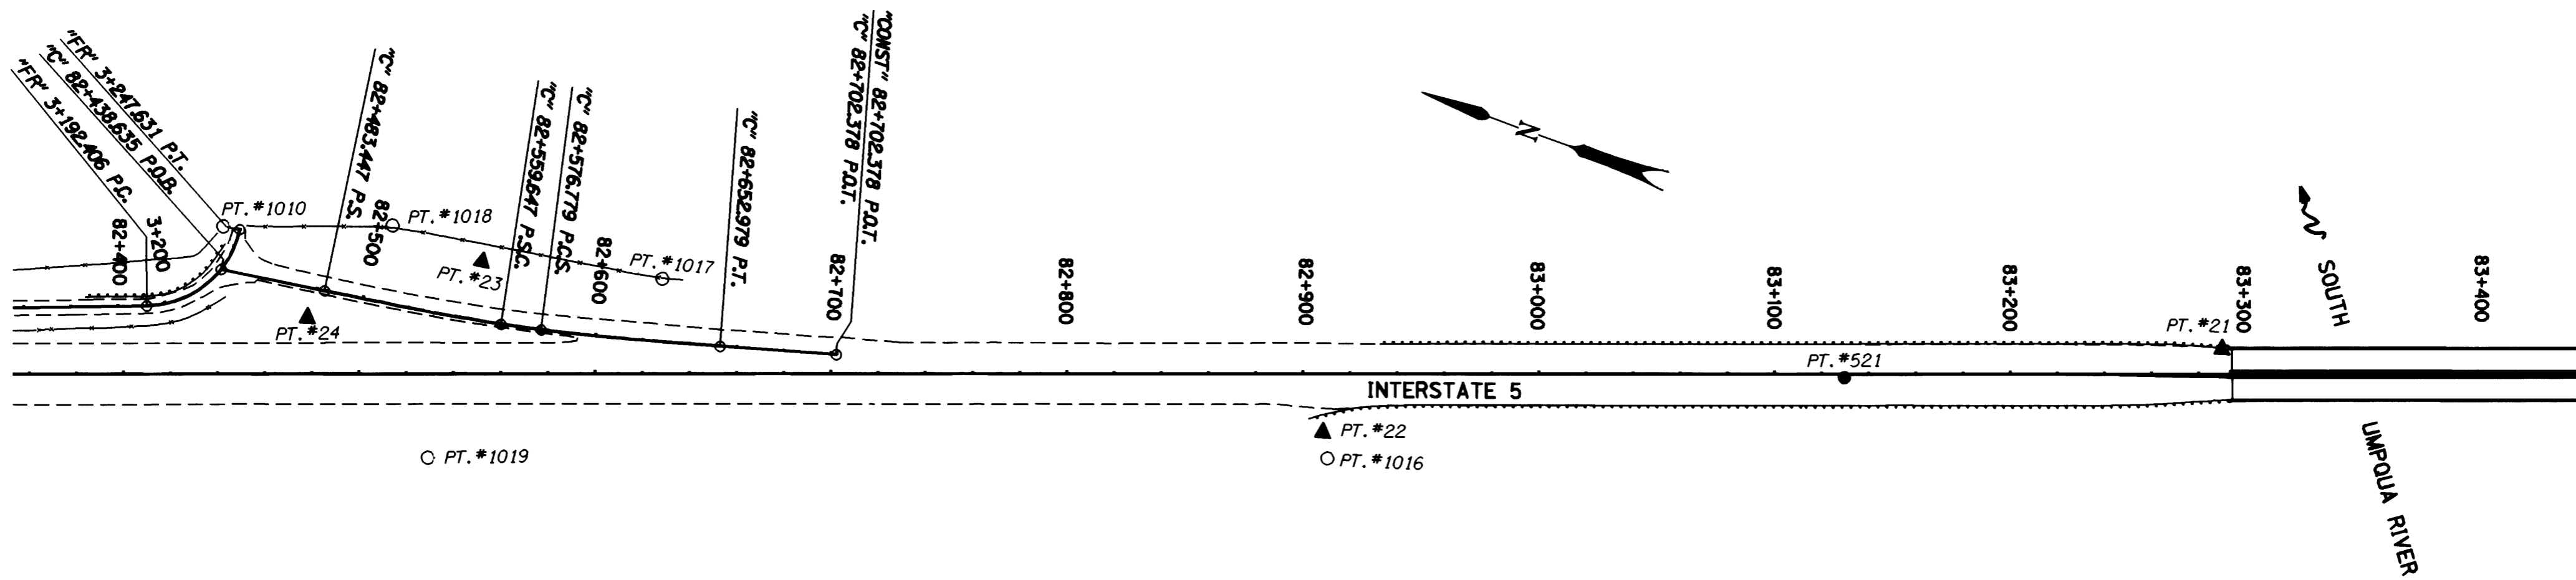 "FR" 3+247.631 P.T.
"C" 82+438.635 P.O.B.
"FR" 3+192.406 P.C.
"C" 82+483.447 P.S.
"C" 82+559.647 P.S.C.
"C" 82+576.779 P.C.S.
"C" 82+652.979 P.T.
"CONST" 82+702.378 P.O.T.
"C" 82+702.378 P.O.T.
N
PT.#1010
PT.#1018
PT.#23
PT.#1017
PT.#24
82+400
3+200
82+500
82+600
82+700
82+800
82+900
83+000
83+100
83+200
83+300
83+400
SOUTH
PT.#21
PT.#521
INTERSTATE 5
PT.#22
PT.#1019
PT.#1016
UMPQUA RIVER